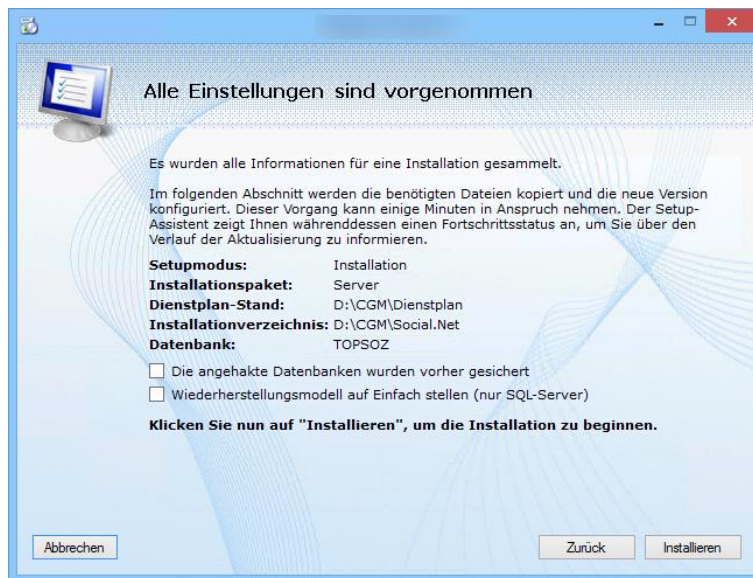 Alle Einstellungen sind vorgenommen
Es wurden alle Informationen für eine Installation gesammelt.
Im folgenden Abschnitt werden die benötigten Dateien kopiert und die neue Version
konfiguriert. Dieser Vorgang kann einige Minuten in Anspruch nehmen. Der Setup-
Assistent zeigt Ihnen währenddessen einen Fortschrittsstatus an, um Sie über den
Verlauf der Aktualisierung zu informieren.
Setupmodus: Installation
Installationspaket: Server
Dienstplan-Stand: D:\CGM\Dienstplan
Installationverzeichnis: D:\CGM\Social.Net
Datenbank: TOPSOZ
Die angehakte Datenbanken wurden vorher gesichert
Wiederherstellungsmodell auf Einfach stellen (nur SQL-Server)
Klicken Sie nun auf "Installieren", um die Installation zu beginnen.
Abbrechen Zurück Installieren